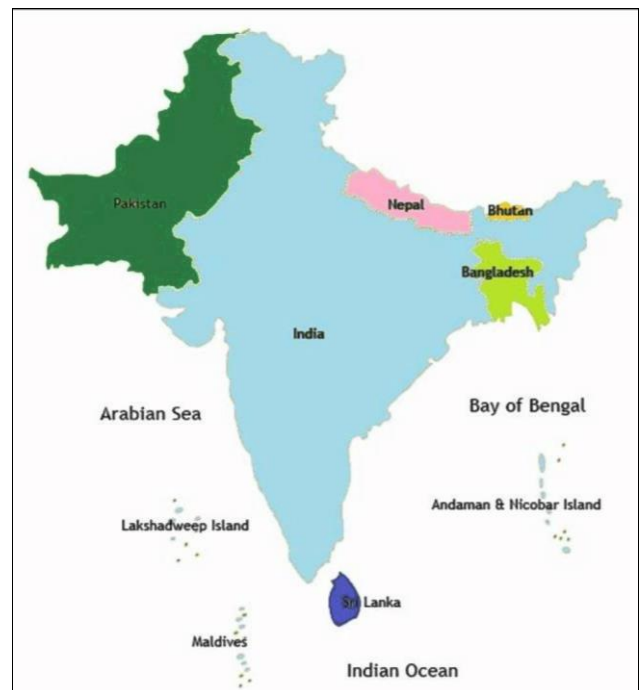 Pakistan
Nepal
Bhutan
Bangladesh
India
Arabian Sea
Bay of Bengal
Andaman & Nicobar Island
Lakshadweep Island
Sri Lanka
Maldives
Indian Ocean